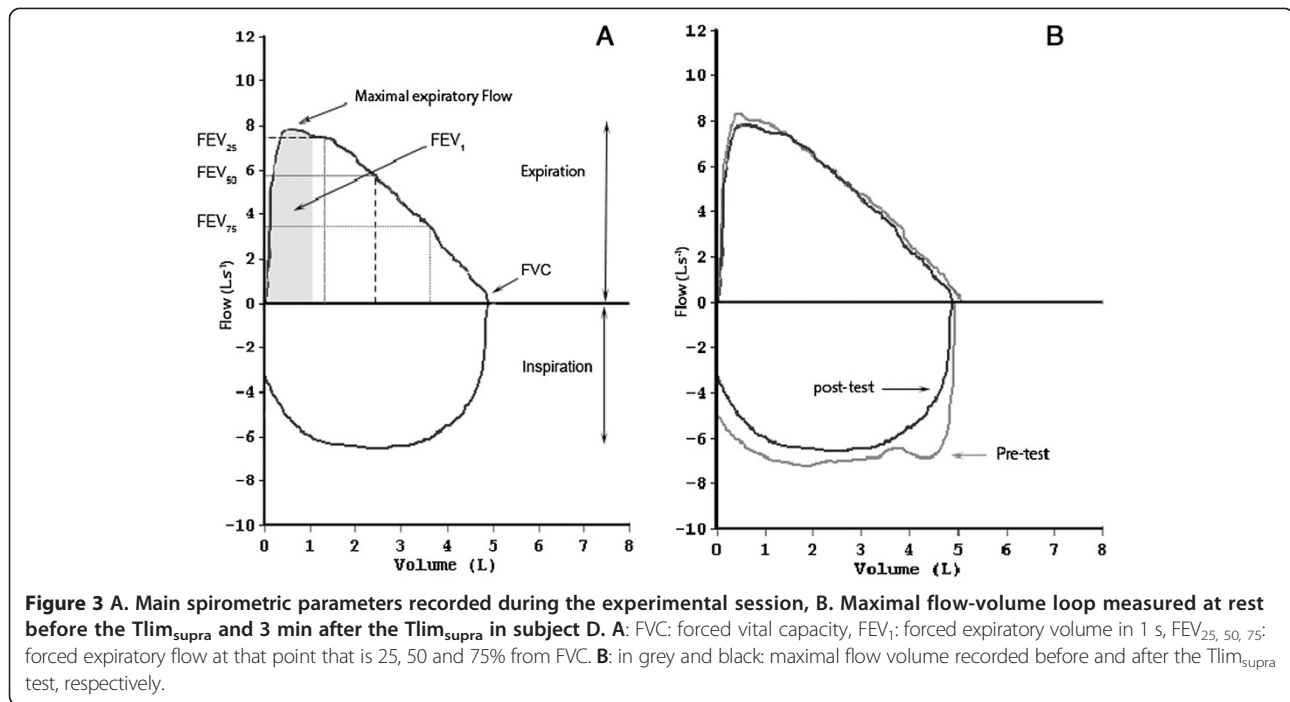 A
12
10
8
6
4
2
0
-2
-4
-6
-8
-10
Flow (L.s⁻¹)
Maximal expiratory Flow
FEV₂₅
FEV₁
FEV₅₀
FEV₇₅
Expiration
FVC
Inspiration
0 1 2 3 4 5 6 7 8
Volume (L)
B
12
10
8
6
4
2
0
-2
-4
-6
-8
-10
Flow (L.s⁻¹)
post-test
Pre-test
0 1 2 3 4 5 6 7 8
Volume (L)
Figure 3 A. Main spirometric parameters recorded during the experimental session, B. Maximal flow-volume loop measured at rest
before the Tlimsupra and 3 min after the Tlimsupra in subject D. A: FVC: forced vital capacity, FEV₁: forced expiratory volume in 1 s, FEV₂₅, ₅₀, ₇₅:
forced expiratory flow at that point that is 25, 50 and 75% from FVC. B: in grey and black: maximal flow volume recorded before and after the Tlimsupra
test, respectively.